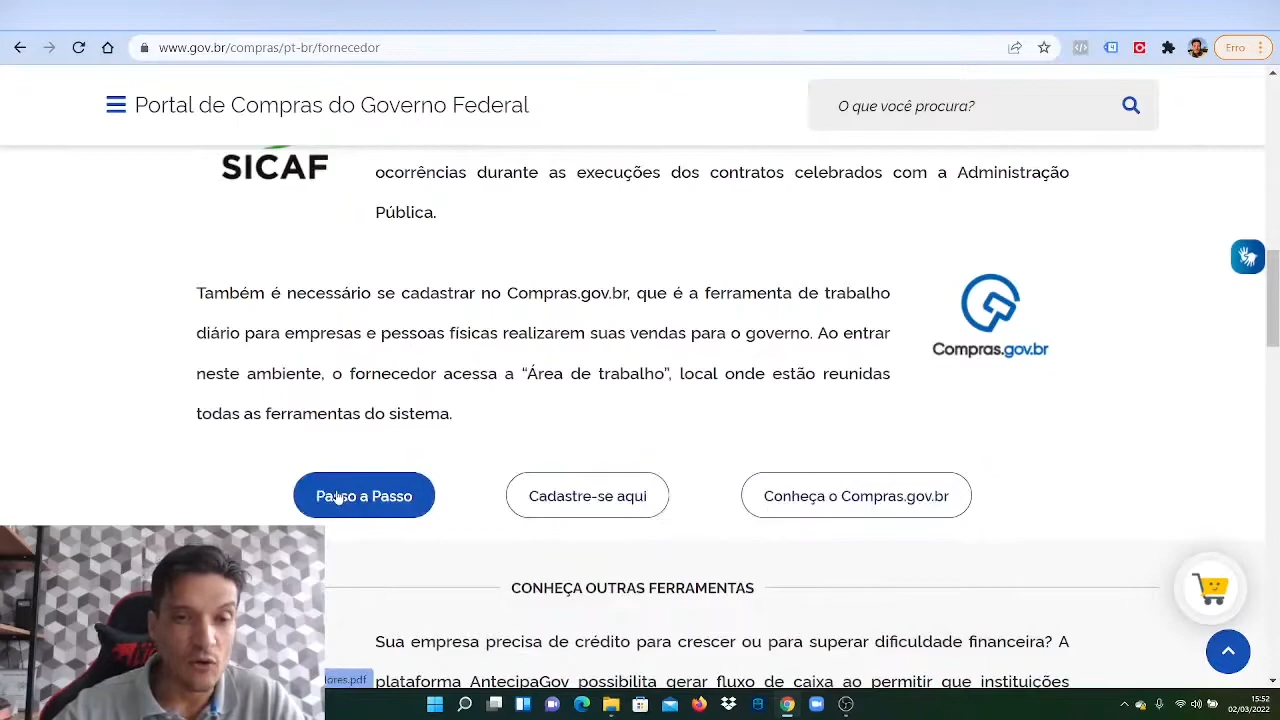 www.gov.br/compras/pt-br/fornecedor
Erro
Portal de Compras do Governo Federal
O que você procura?
SICAF
ocorrências durante as execuções dos contratos celebrados com a Administração
Pública.
Também é necessário se cadastrar no Compras.gov.br, que é a ferramenta de trabalho
diário para empresas e pessoas físicas realizarem suas vendas para o governo. Ao entrar
neste ambiente, o fornecedor acessa a “Área de trabalho”, local onde estão reunidas
todas as ferramentas do sistema.
Compras.gov.br
Passo a Passo
Cadastre-se aqui
Conheça o Compras.gov.br
CONHEÇA OUTRAS FERRAMENTAS
Sua empresa precisa de crédito para crescer ou para superar dificuldade financeira? A
lores.pdf
plataforma AntecipaGov possibilita gerar fluxo de caixa ao permitir que instituições
15:52
02/03/2022